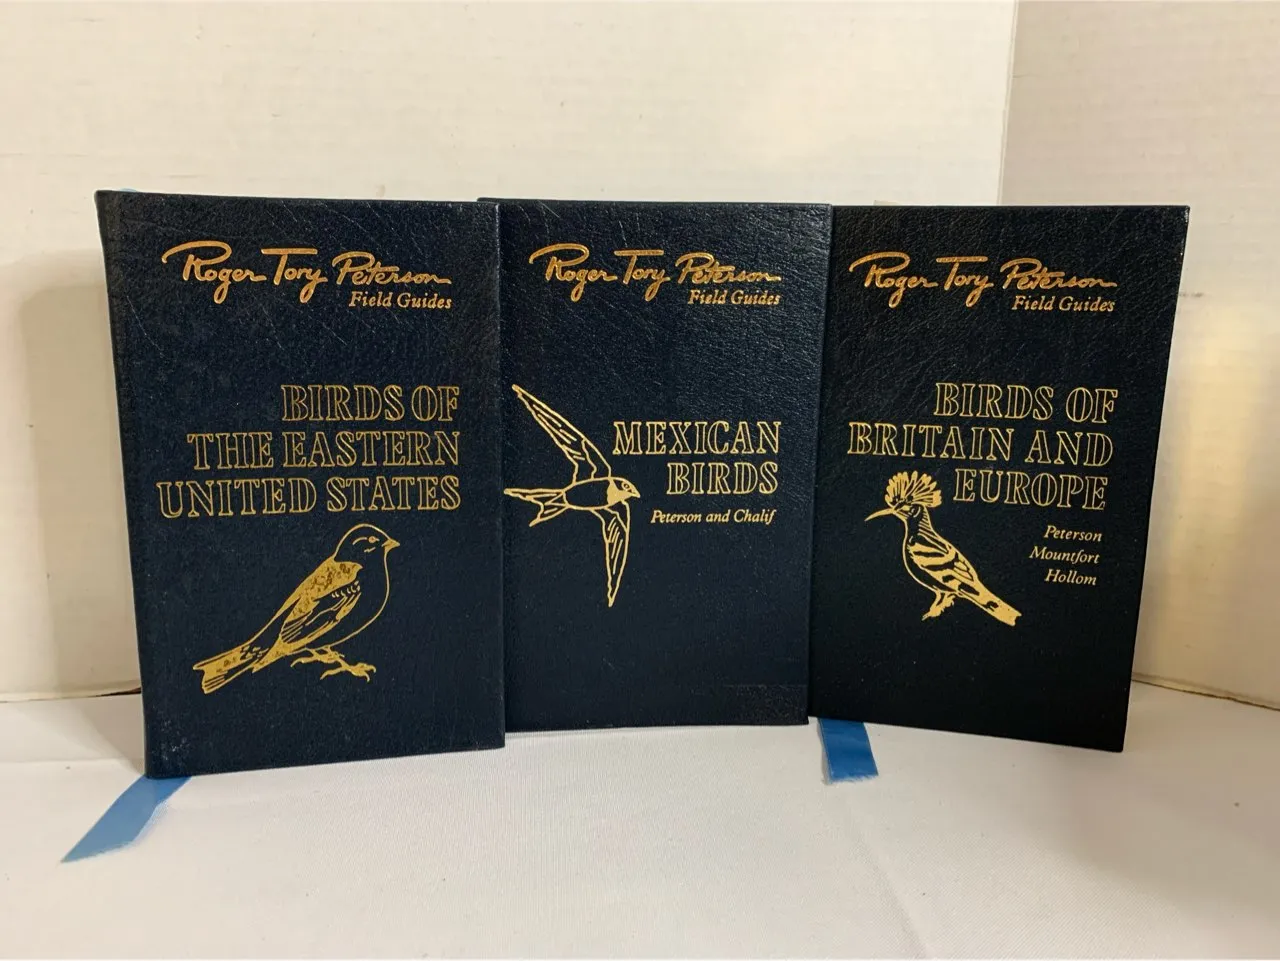 Roger Tory Peterson
Field Guides
BIRDS OF
THE EASTERN
UNITED STATES
Roger Tory Peterson
Field Guides
MEXICAN
BIRDS
Peterson and Chalif
Roger Tory Peterson
Field Guides
BIRDS OF
BRITAIN AND
EUROPE
Peterson
Mountfort
Hollom